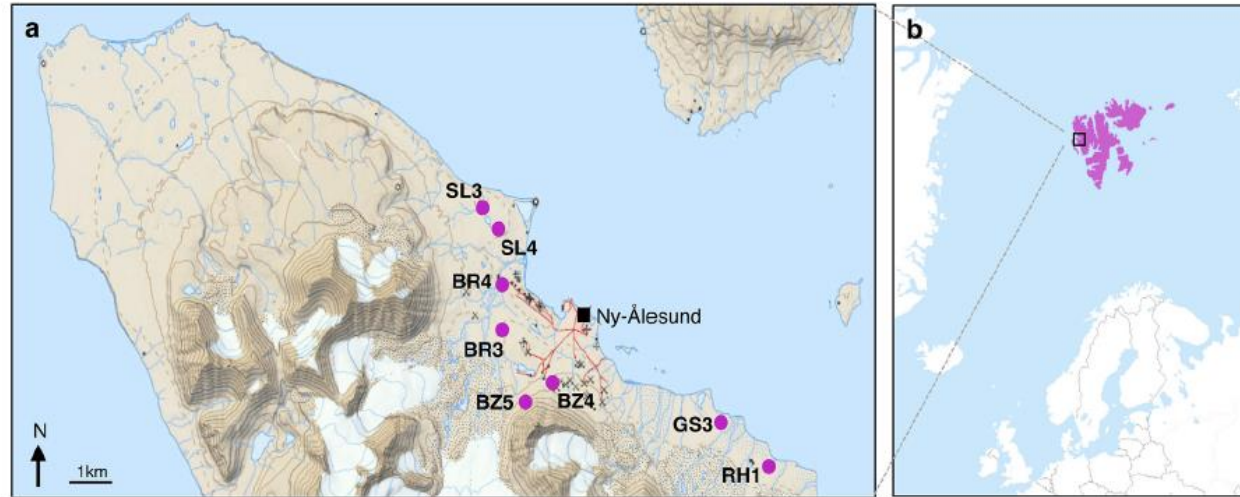 a
b
SL3
SL4
BR4
Ny-Ålesund
BR3
BZ5
BZ4
GS3
RH1
N
1km